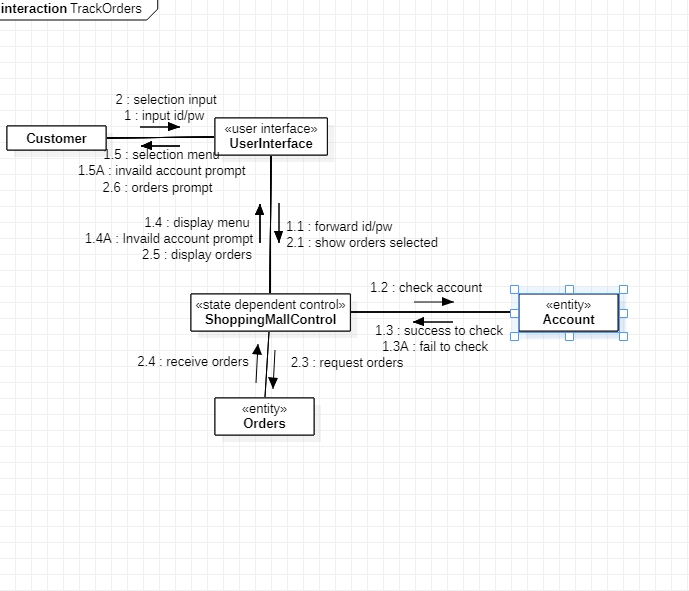 interaction TrackOrders
2 : selection input
1 : input id/pw
Customer
«user interface»
UserInterface
1.5 : selection menu
1.5A : invaild account prompt
2.6 : orders prompt
1.4 : display menu
1.4A : Invaild account prompt
2.5 : display orders
1.1 : forward id/pw
2.1 : show orders selected
1.2 : check account
«state dependent control»
ShoppingMallControl
«entity»
Account
1.3 : success to check
1.3A : fail to check
2.4 : receive orders
2.3 : request orders
«entity»
Orders